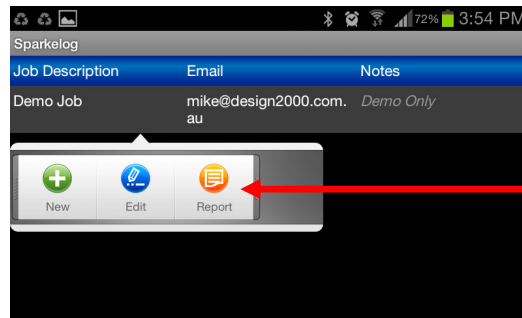 72% 3:54 PM
Sparkelog
Job Description Email Notes
Demo Job mike@design2000.com. Demo Only
au
New Edit Report